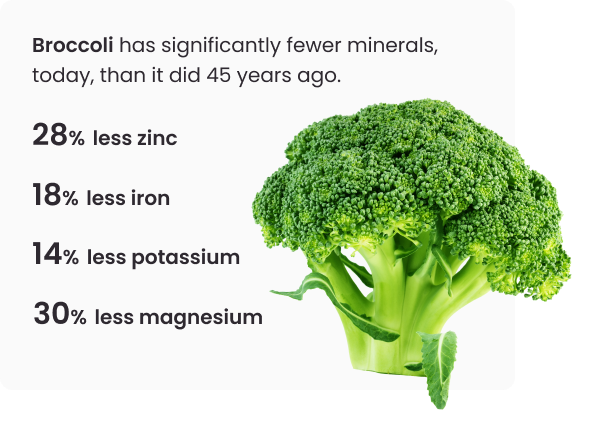 Broccoli has significantly fewer minerals,
today, than it did 45 years ago.
28% less zinc
18% less iron
14% less potassium
30% less magnesium